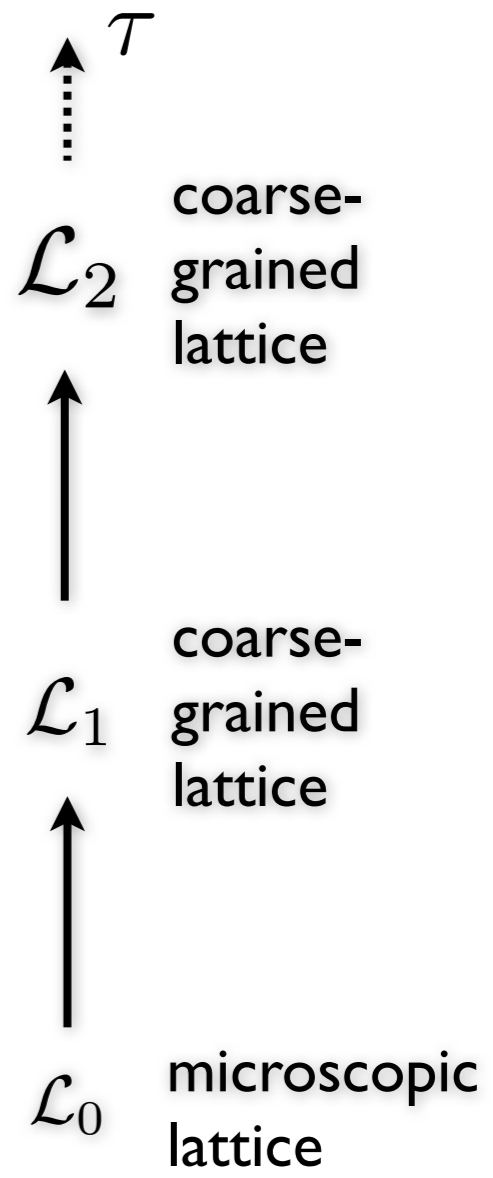 τ
coarse-
ℒ₂ grained
lattice
coarse-
ℒ₁ grained
lattice
ℒ₀ microscopic
lattice